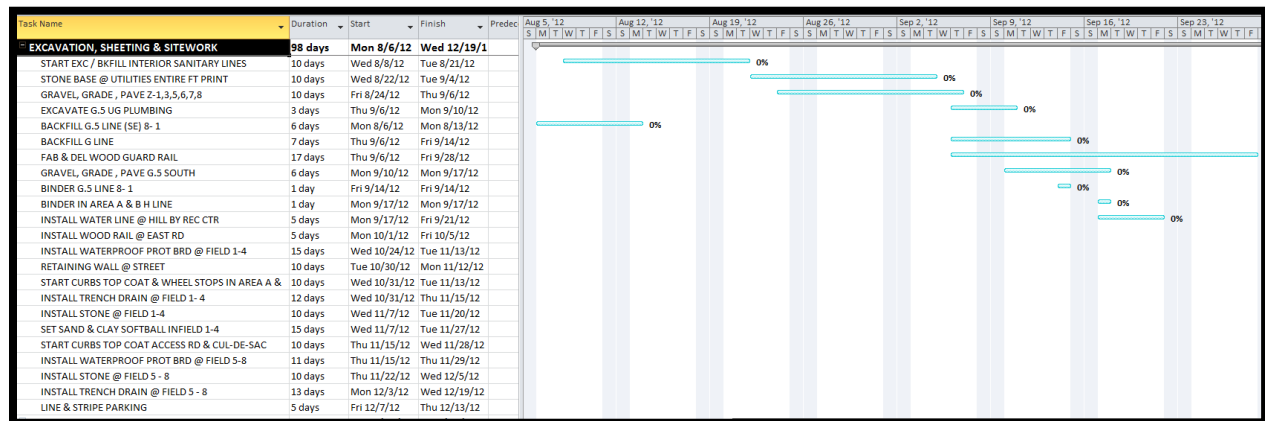 Task Name Duration Start Finish Predec Aug 5, '12 Aug 12, '12 Aug 19, '12 Aug 26, '12 Sep 2, '12 Sep 9, '12 Sep 16, '12 Sep 23, '12
S M T W T F S S M T W T F S S M T W T F S S M T W T F S S M T W T F S S M T W T F S S M T W T F S S M T W T F
EXCAVATION, SHEETING & SITEWORK 98 days Mon 8/6/12 Wed 12/19/1
START EXC / BKFILL INTERIOR SANITARY LINES 10 days Wed 8/8/12 Tue 8/21/12 0%
STONE BASE @ UTILITIES ENTIRE FT PRINT 10 days Wed 8/22/12 Tue 9/4/12 0%
GRAVEL, GRADE , PAVE Z-1,3,5,6,7,8 10 days Fri 8/24/12 Thu 9/6/12 0%
EXCAVATE G.5 UG PLUMBING 3 days Thu 9/6/12 Mon 9/10/12 0%
BACKFILL G.5 LINE (SE) 8- 1 6 days Mon 8/6/12 Mon 8/13/12 0%
BACKFILL G LINE 7 days Thu 9/6/12 Fri 9/14/12 0%
FAB & DEL WOOD GUARD RAIL 17 days Thu 9/6/12 Fri 9/28/12
GRAVEL, GRADE , PAVE G.5 SOUTH 6 days Mon 9/10/12 Mon 9/17/12 0%
BINDER G.5 LINE 8- 1 1 day Fri 9/14/12 Fri 9/14/12 0%
BINDER IN AREA A & B H LINE 1 day Mon 9/17/12 Mon 9/17/12 0%
INSTALL WATER LINE @ HILL BY REC CTR 5 days Mon 9/17/12 Fri 9/21/12 0%
INSTALL WOOD RAIL @ EAST RD 5 days Mon 10/1/12 Fri 10/5/12
INSTALL WATERPROOF PROT BRD @ FIELD 1-4 15 days Wed 10/24/12 Tue 11/13/12
RETAINING WALL @ STREET 10 days Tue 10/30/12 Mon 11/12/12
START CURBS TOP COAT & WHEEL STOPS IN AREA A & 10 days Wed 10/31/12 Tue 11/13/12
INSTALL TRENCH DRAIN @ FIELD 1- 4 12 days Wed 10/31/12 Thu 11/15/12
INSTALL STONE @ FIELD 1-4 10 days Wed 11/7/12 Tue 11/20/12
SET SAND & CLAY SOFTBALL INFIELD 1-4 15 days Wed 11/7/12 Tue 11/27/12
START CURBS TOP COAT ACCESS RD & CUL-DE-SAC 10 days Thu 11/15/12 Wed 11/28/12
INSTALL WATERPROOF PROT BRD @ FIELD 5-8 11 days Thu 11/15/12 Thu 11/29/12
INSTALL STONE @ FIELD 5 - 8 10 days Thu 11/22/12 Wed 12/5/12
INSTALL TRENCH DRAIN @ FIELD 5 - 8 13 days Mon 12/3/12 Wed 12/19/12
LINE & STRIPE PARKING 5 days Fri 12/7/12 Thu 12/13/12